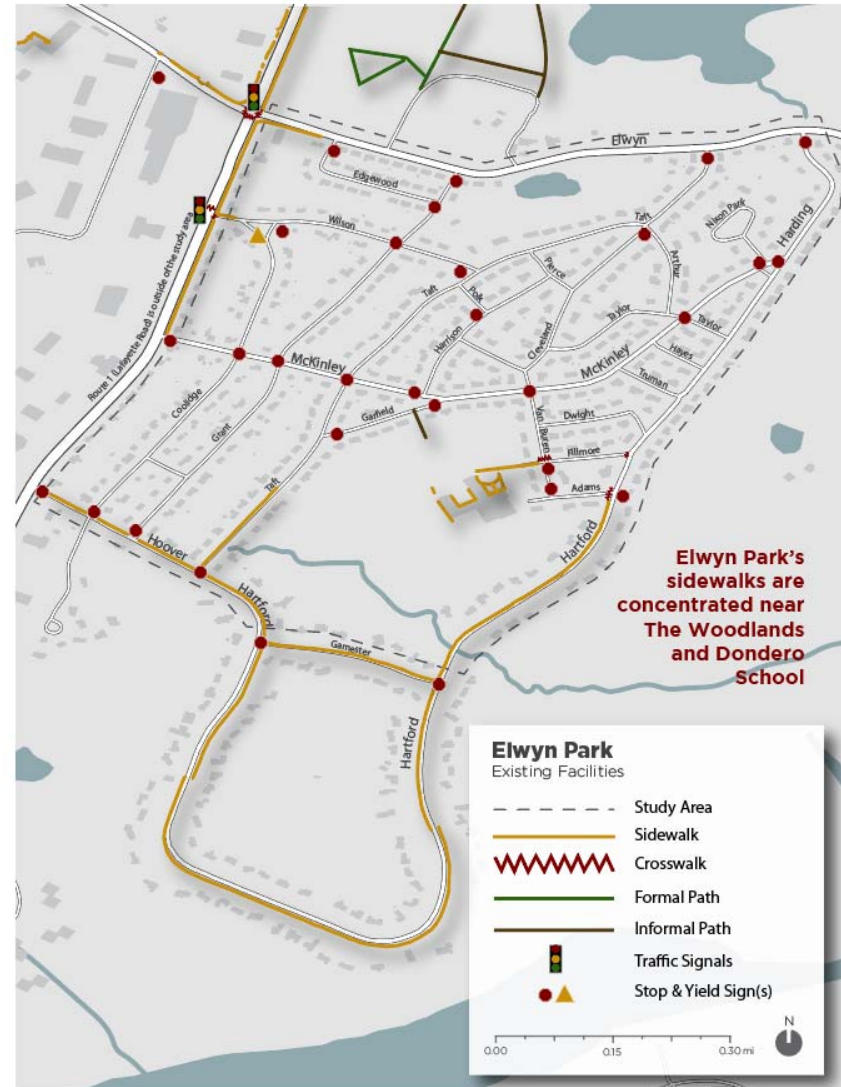 Elwyn
Edgewood
Wilson
Route 1 (Lafayette Road) is outside of the study area
Nixon Park
Harding
Taft
Arthur
Pierce
Taft
Polk
Harrison
Cleveland
Taylor
Taylor
McKinley
McKinley
Hayes
Truman
Coolidge
Grant
Garfield
Van Buren
Dwight
Fillmore
Adams
Taft
Hoover
Hartford
Hartford
Gamester
Hartford
Elwyn Park's
sidewalks are
concentrated near
The Woodlands
and Dondero
School
Elwyn Park
Existing Facilities
Study Area
Sidewalk
Crosswalk
Formal Path
Informal Path
Traffic Signals
Stop & Yield Sign(s)
N
0.00 0.15 0.30 mi